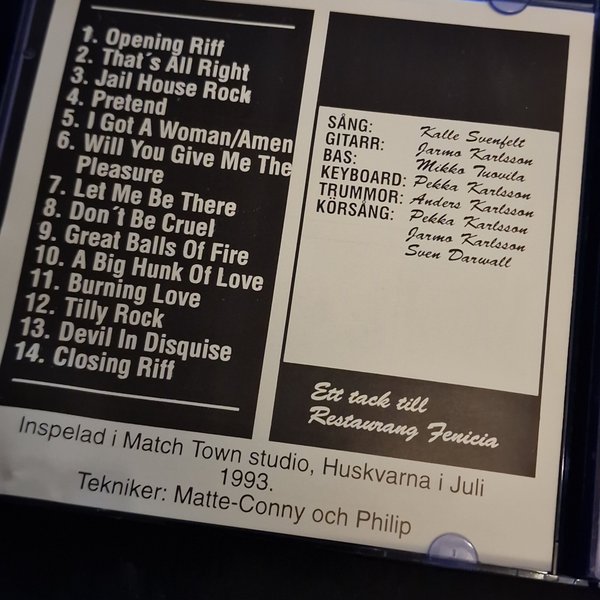 1. Opening Riff
2. That´s All Right
3. Jail House Rock
4. Pretend
5. I Got A Woman/Amen
6. Will You Give Me The
Pleasure
7. Let Me Be There
8. Don´t Be Cruel
9. Great Balls Of Fire
10. A Big Hunk Of Love
11. Burning Love
12. Tilly Rock
13. Devil In Disquise
14. Closing Riff
SÅNG: Kalle Svenfelt
GITARR: Jarmo Karlsson
BAS: Mikko Tuovila
KEYBOARD: Pekka Karlsson
TRUMMOR: Anders Karlsson
KÖRSÅNG: Pekka Karlsson
Jarmo Karlsson
Sven Darwall
Ett tack till
Restaurang Fenicia
Inspelad i Match Town studio, Huskvarna i Juli
1993.
Tekniker: Matte-Conny och Philip